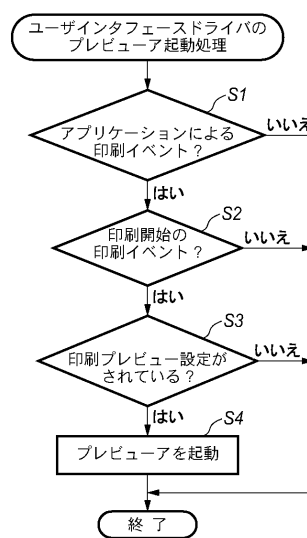 ユーザインタフェースドライバの
プレビューア起動処理
S1
アプリケーションによる
印刷イベント？
いいえ
はい
S2
印刷開始の
印刷イベント？
いいえ
はい
S3
印刷プレビュー設定が
されている？
いいえ
はい
S4
プレビューアを起動
終 了